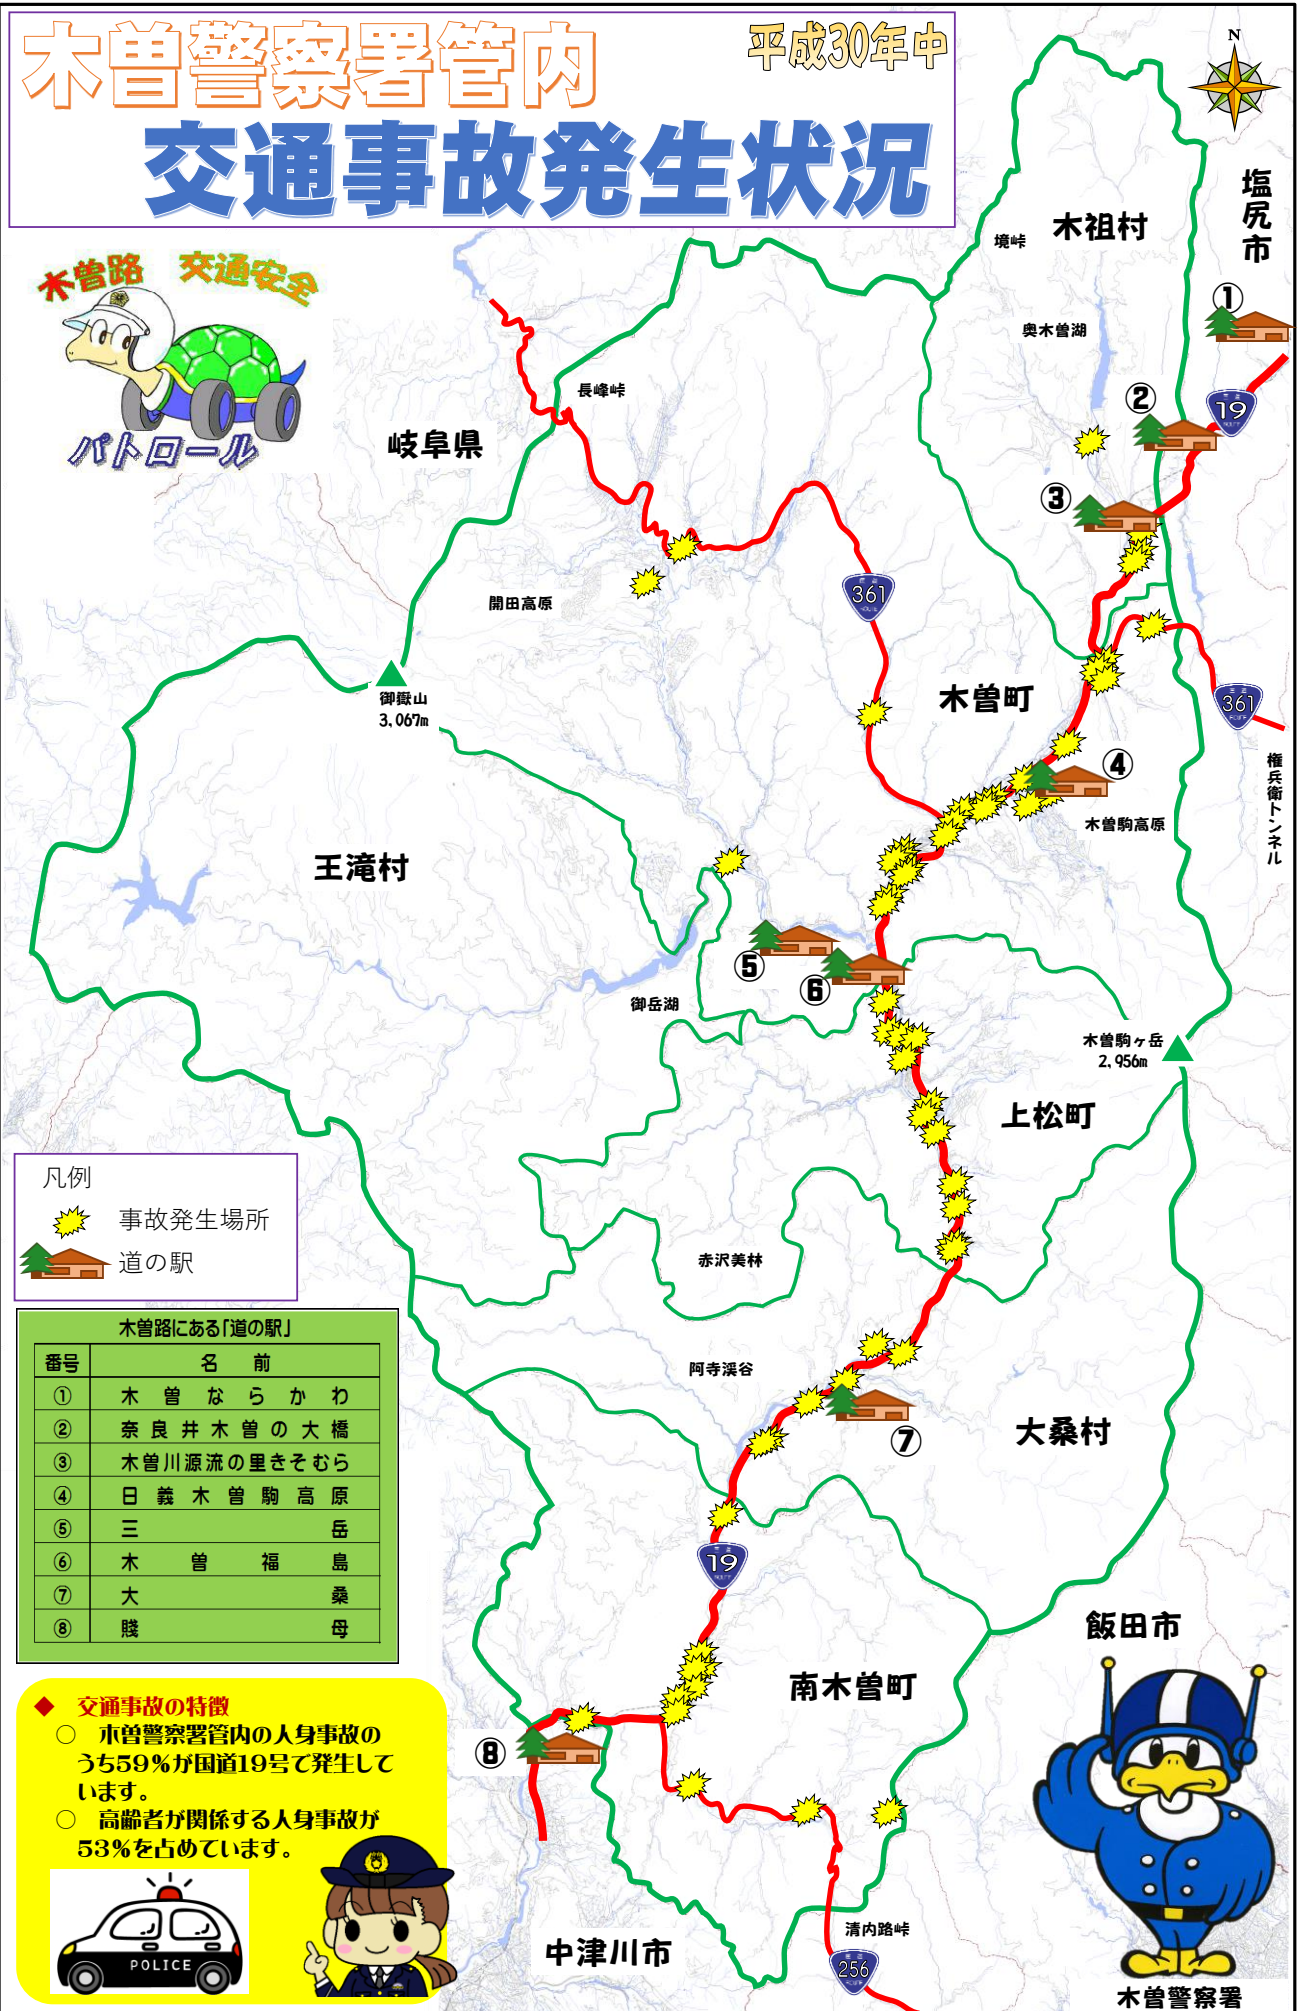 木曽警察署管内
平成30年中
交通事故発生状況
N
木曽路 交通安全
パトロール
塩尻市
木祖村
境峠
奥木曽湖
①
②
19
③
長峰峠
岐阜県
開田高原
361
木曽町
361
権兵衛トンネル
御嶽山
3,067m
④
木曽駒高原
王滝村
⑤
⑥
御岳湖
木曽駒ヶ岳
2,956m
上松町
凡例
事故発生場所
道の駅
赤沢美林
阿寺渓谷
大桑村
⑦
木曽路にある「道の駅」
番号 名 前
① 木曽ならかわ
② 奈良井木曽の大橋
③ 木曽川源流の里きそむら
④ 日義木曽駒高原
⑤ 三岳
⑥ 木曽福島
⑦ 大桑
⑧ 賤母
19
飯田市
南木曽町
⑧
◆ 交通事故の特徴
○ 木曽警察署管内の人身事故の
うち59%が国道19号で発生して
います。
○ 高齢者が関係する人身事故が
53%を占めています。
POLICE
中津川市
清内路峠
256
木曽警察署